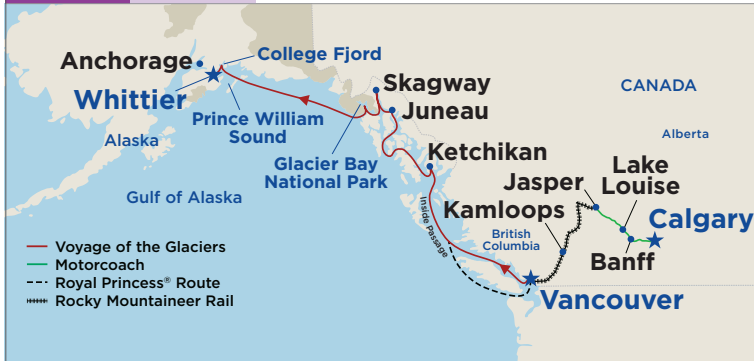 College Fjord
Anchorage
Whittier
Prince William
Sound
Alaska
Gulf of Alaska
Skagway
Juneau
Glacier Bay
National Park
Ketchikan
Inside Passage
CANADA
Alberta
Lake
Louise
Jasper
Kamloops
British
Columbia
Calgary
Banff
Vancouver
Voyage of the Glaciers
Motorcoach
Royal Princess® Route
Rocky Mountaineer Rail